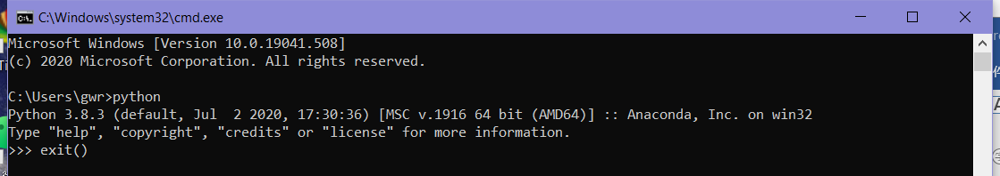 C:\Windows\system32\cmd.exe
Microsoft Windows [Version 10.0.19041.508]
(c) 2020 Microsoft Corporation. All rights reserved.
C:\Users\gwr>python
Python 3.8.3 (default, Jul  2 2020, 17:30:36) [MSC v.1916 64 bit (AMD64)] :: Anaconda, Inc. on win32
Type "help", "copyright", "credits" or "license" for more information.
>>> exit()